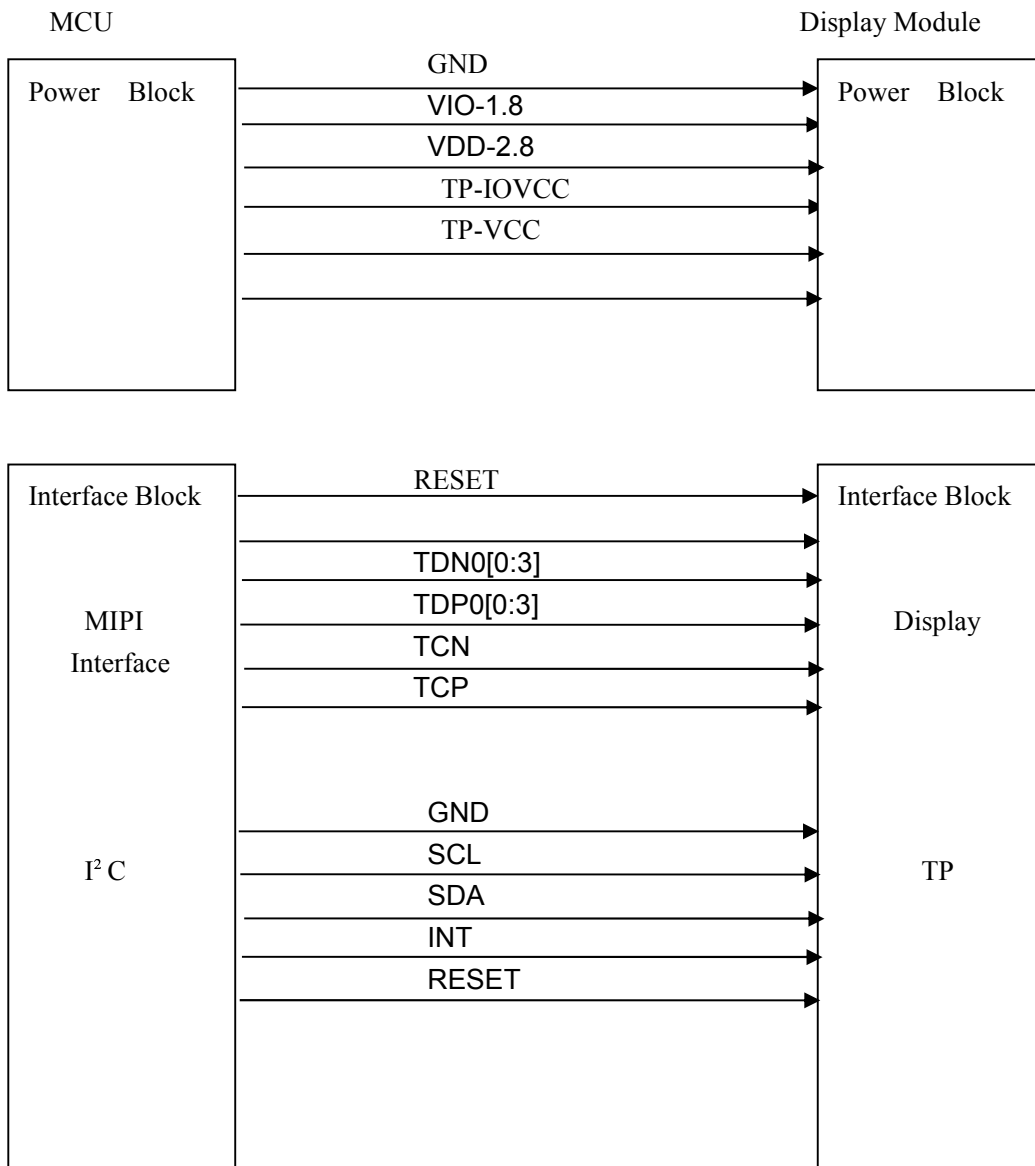 MCU
Display Module
Power Block
GND
VIO-1.8
VDD-2.8
TP-IOVCC
TP-VCC
Power Block
Interface Block
MIPI
Interface
I² C
RESET
TDN0[0:3]
TDP0[0:3]
TCN
TCP
GND
SCL
SDA
INT
RESET
Interface Block
Display
TP